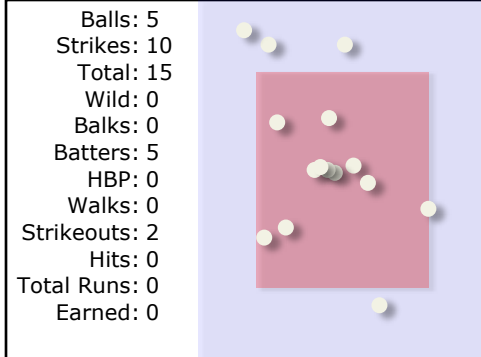 Balls: 5
Strikes: 10
Total: 15
Wild: 0
Balks: 0
Batters: 5
HBP: 0
Walks: 0
Strikeouts: 2
Hits: 0
Total Runs: 0
Earned: 0